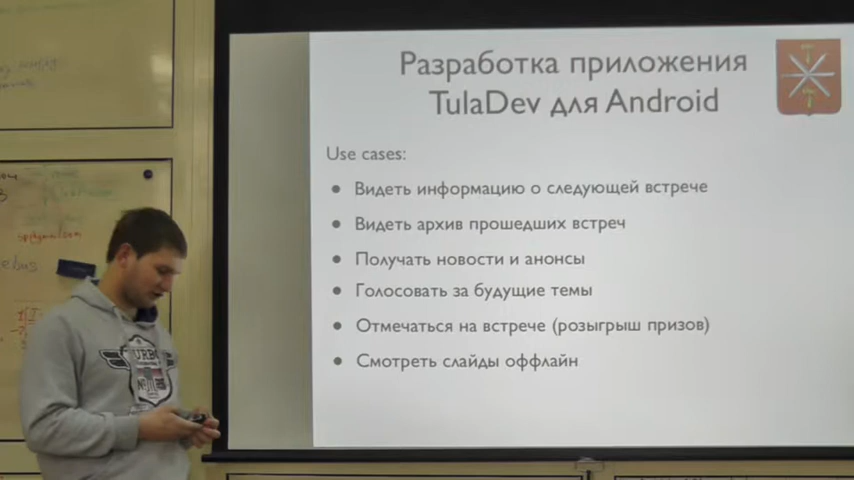 Разработка приложения
TulaDev для Android
Use cases:
• Видеть информацию о следующей встрече
• Видеть архив прошедших встреч
• Получать новости и анонсы
• Голосовать за будущие темы
• Отмечаться на встрече (розыгрыш призов)
• Смотреть слайды оффлайн